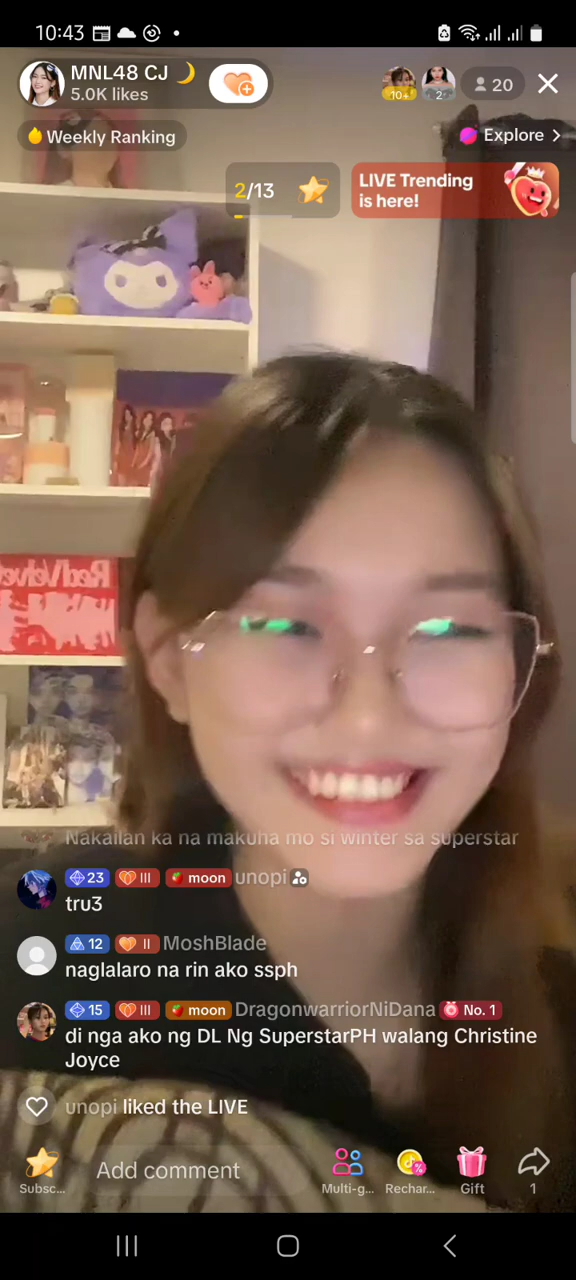 10:43
MNL48 CJ 🌙
5.0K likes
10+
2
20
Weekly Ranking
Explore >
2/13
LIVE Trending
is here!
Red Velvet
Nakailan ka na makuha mo si winter sa superstar
23 III moon unopi
tru3
12 II MoshBlade
naglalaro na rin ako ssph
15 III moon DragonwarriorNiDana No. 1
di nga ako ng DL Ng SuperstarPH walang Christine
Joyce
unopi liked the LIVE
Add comment
Subsc... Multi-g... Rechar... Gift 1